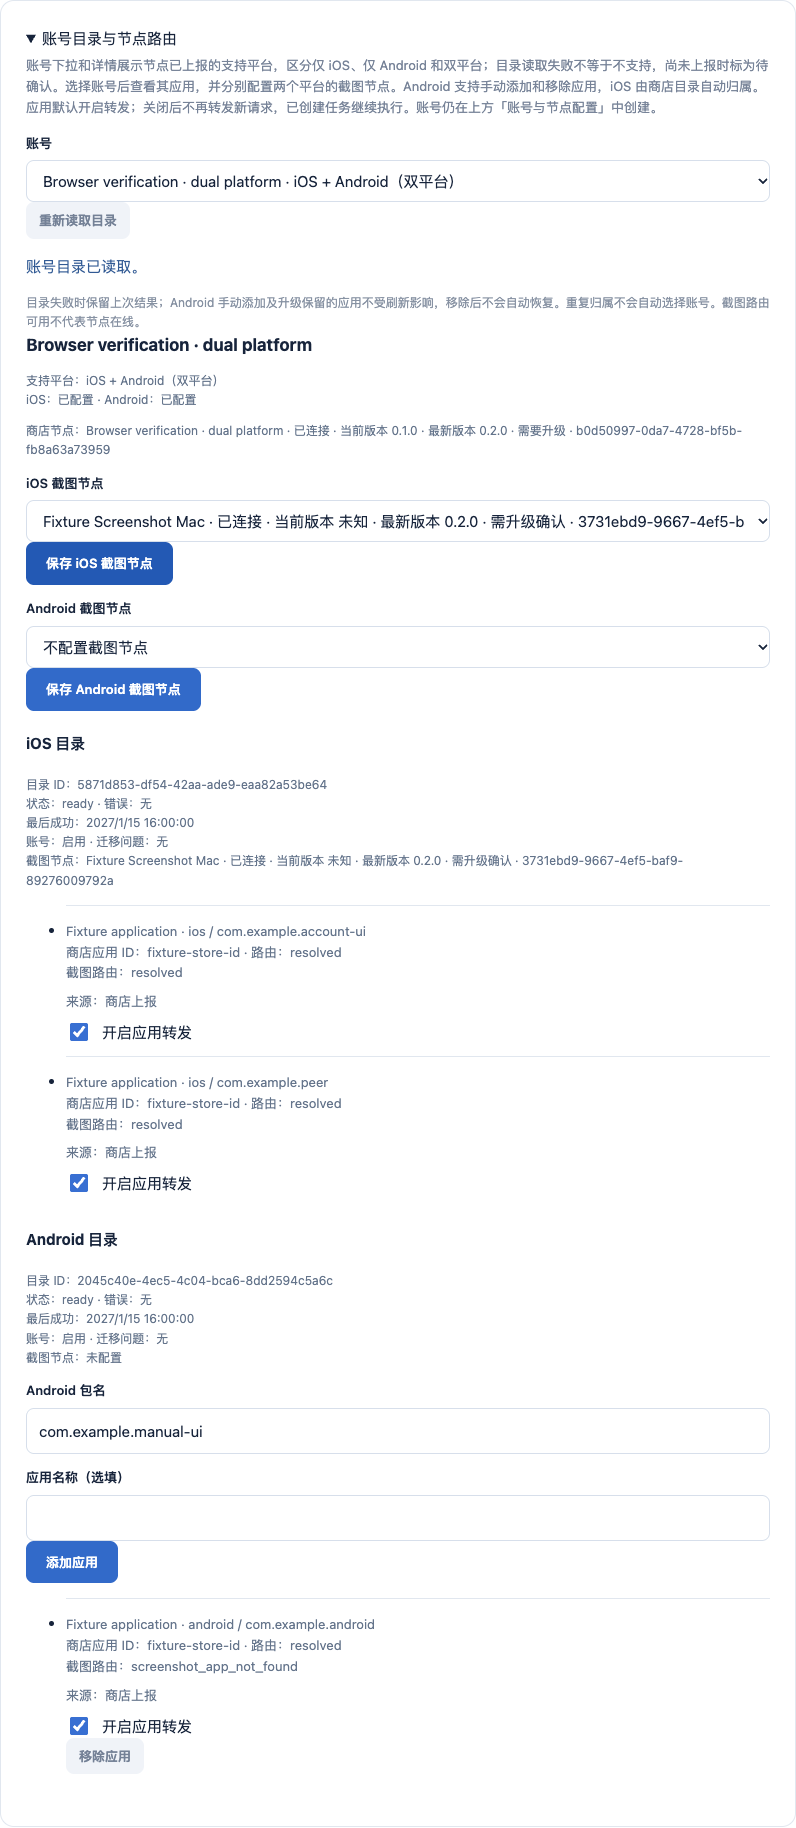 ▼ 账号目录与节点路由
账号下拉和详情展示节点已上报的支持平台，区分仅 iOS、仅 Android 和双平台；目录读取失败不等于不支持，尚未上报时标为待
确认。选择账号后查看其应用，并分别配置两个平台的截图节点。Android 支持手动添加和移除应用，iOS 由商店目录自动归属。
应用默认开启转发；关闭后不再转发新请求，已创建任务继续执行。账号仍在上方「账号与节点配置」中创建。
账号
Browser verification · dual platform · iOS + Android（双平台）
重新读取目录
账号目录已读取。
目录失败时保留上次结果；Android 手动添加及升级保留的应用不受刷新影响，移除后不会自动恢复。重复归属不会自动选择账号。截图路由
可用不代表节点在线。
Browser verification · dual platform
支持平台：iOS + Android（双平台）
iOS：已配置 · Android：已配置
商店节点：Browser verification · dual platform · 已连接 · 当前版本 0.1.0 · 最新版本 0.2.0 · 需要升级 · b0d50997-0da7-4728-bf5b-
fb8a63a73959
iOS 截图节点
Fixture Screenshot Mac · 已连接 · 当前版本 未知 · 最新版本 0.2.0 · 需升级确认 · 3731ebd9-9667-4ef5-b
保存 iOS 截图节点
Android 截图节点
不配置截图节点
保存 Android 截图节点
iOS 目录
目录 ID：5871d853-df54-42aa-ade9-eaa82a53be64
状态：ready · 错误：无
最后成功：2027/1/15 16:00:00
账号：启用 · 迁移问题：无
截图节点：Fixture Screenshot Mac · 已连接 · 当前版本 未知 · 最新版本 0.2.0 · 需升级确认 · 3731ebd9-9667-4ef5-baf9-
89276009792a
• Fixture application · ios / com.example.account-ui
商店应用 ID：fixture-store-id · 路由：resolved
截图路由：resolved
来源：商店上报
开启应用转发
• Fixture application · ios / com.example.peer
商店应用 ID：fixture-store-id · 路由：resolved
截图路由：resolved
来源：商店上报
开启应用转发
Android 目录
目录 ID：2045c40e-4ec5-4c04-bca6-8dd2594c5a6c
状态：ready · 错误：无
最后成功：2027/1/15 16:00:00
账号：启用 · 迁移问题：无
截图节点：未配置
Android 包名
com.example.manual-ui
应用名称（选填）
添加应用
• Fixture application · android / com.example.android
商店应用 ID：fixture-store-id · 路由：resolved
截图路由：screenshot_app_not_found
来源：商店上报
开启应用转发
移除应用